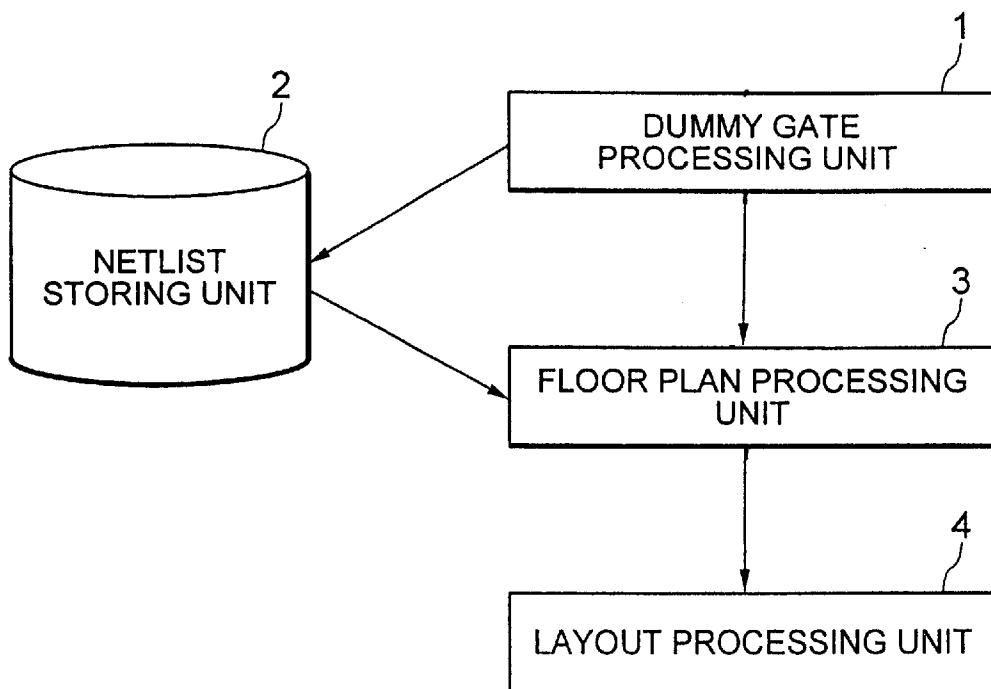 1
DUMMY GATE
PROCESSING UNIT
2
NETLIST
STORING UNIT
3
FLOOR PLAN PROCESSING
UNIT
4
LAYOUT PROCESSING UNIT